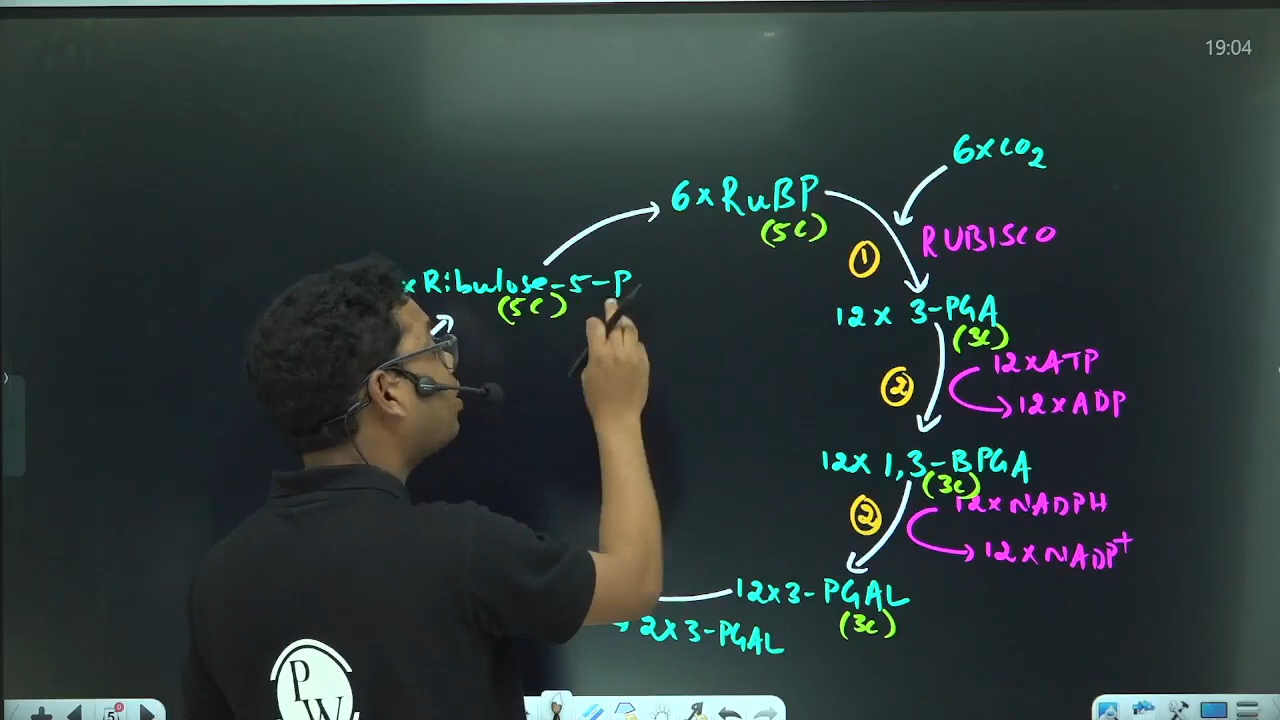 19:04
6xCO2
6xRuBP
(5C)
RUBISCO
1
xRibulose-5-P
(5C)
12x 3-PGA
(3C)
12xATP
2
12xADP
12x 1,3-BPGA
(3C)
12xNADPH
2
12xNADP+
12x3-PGAL
(3C)
2x3-PGAL
PW